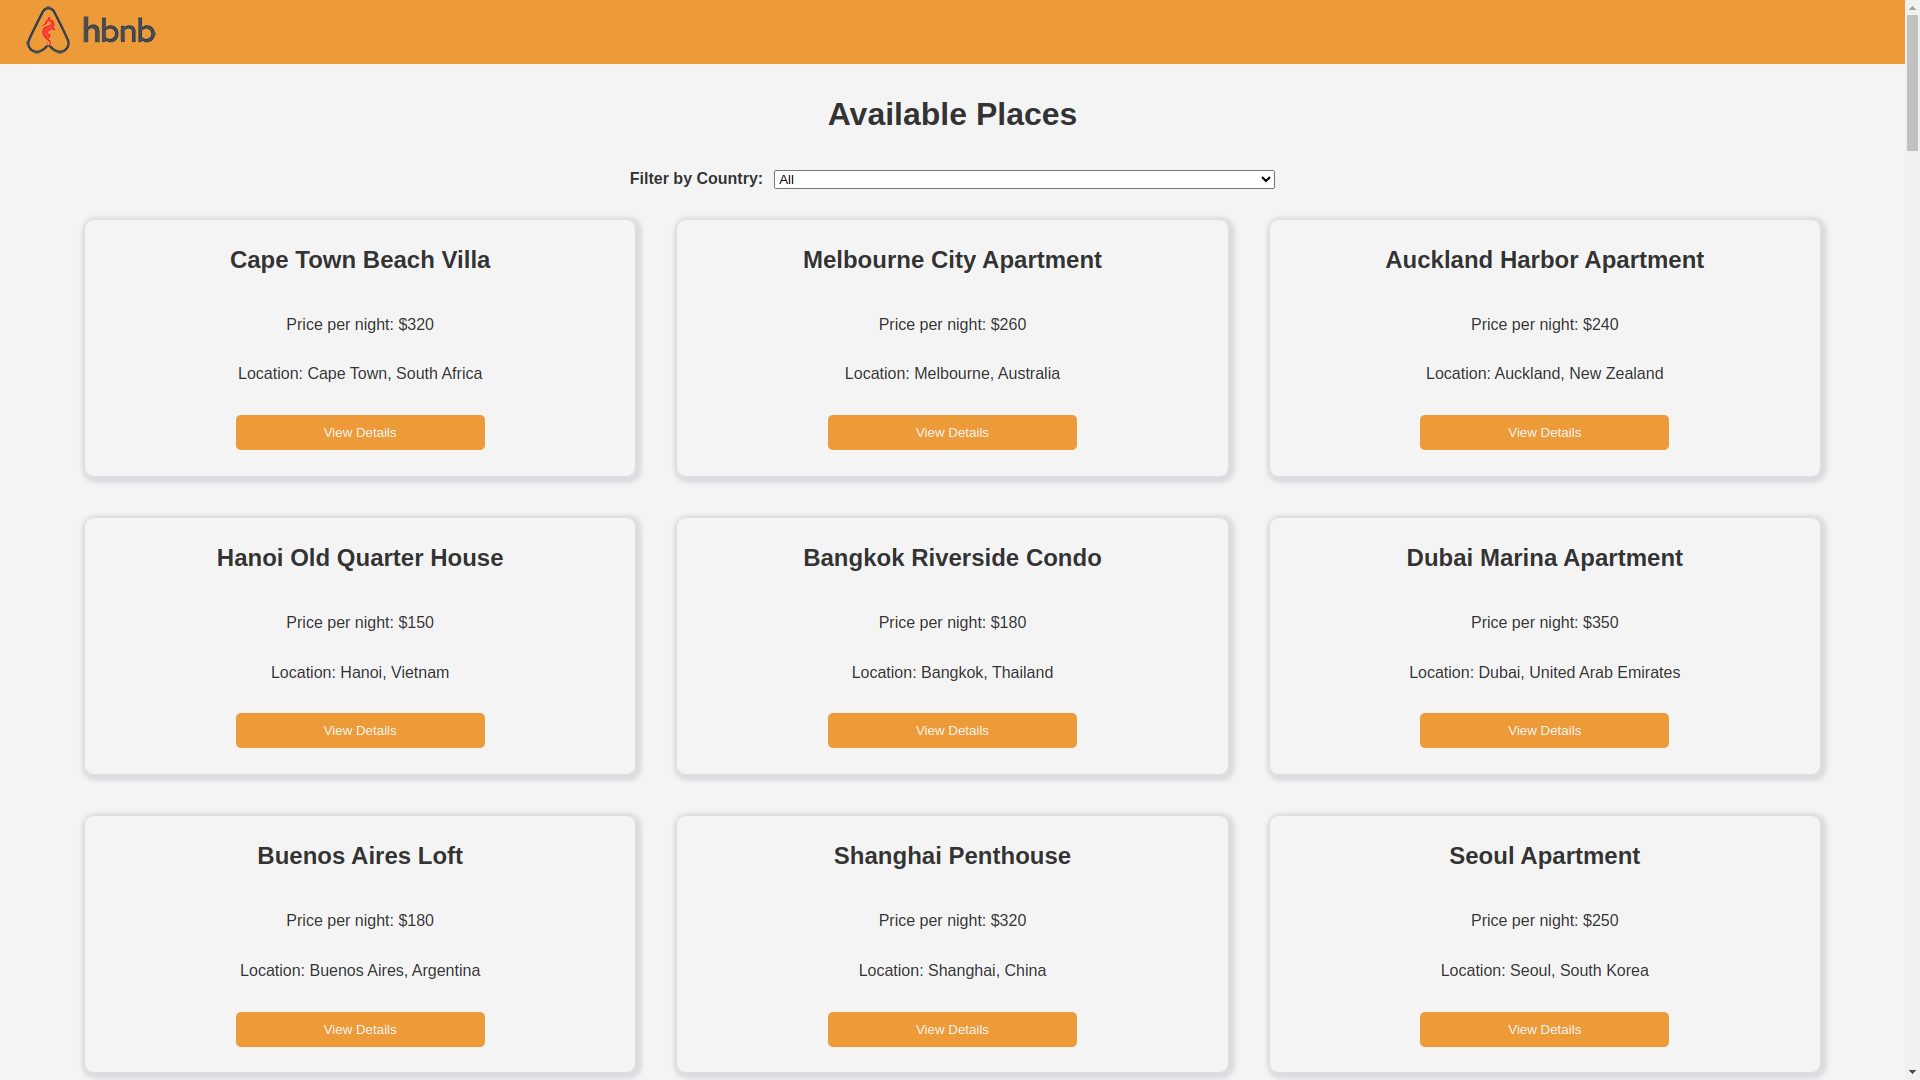 hbnb
Available Places
Filter by Country: All
Cape Town Beach Villa
Price per night: $320
Location: Cape Town, South Africa
View Details
Melbourne City Apartment
Price per night: $260
Location: Melbourne, Australia
View Details
Auckland Harbor Apartment
Price per night: $240
Location: Auckland, New Zealand
View Details
Hanoi Old Quarter House
Price per night: $150
Location: Hanoi, Vietnam
View Details
Bangkok Riverside Condo
Price per night: $180
Location: Bangkok, Thailand
View Details
Dubai Marina Apartment
Price per night: $350
Location: Dubai, United Arab Emirates
View Details
Buenos Aires Loft
Price per night: $180
Location: Buenos Aires, Argentina
View Details
Shanghai Penthouse
Price per night: $320
Location: Shanghai, China
View Details
Seoul Apartment
Price per night: $250
Location: Seoul, South Korea
View Details